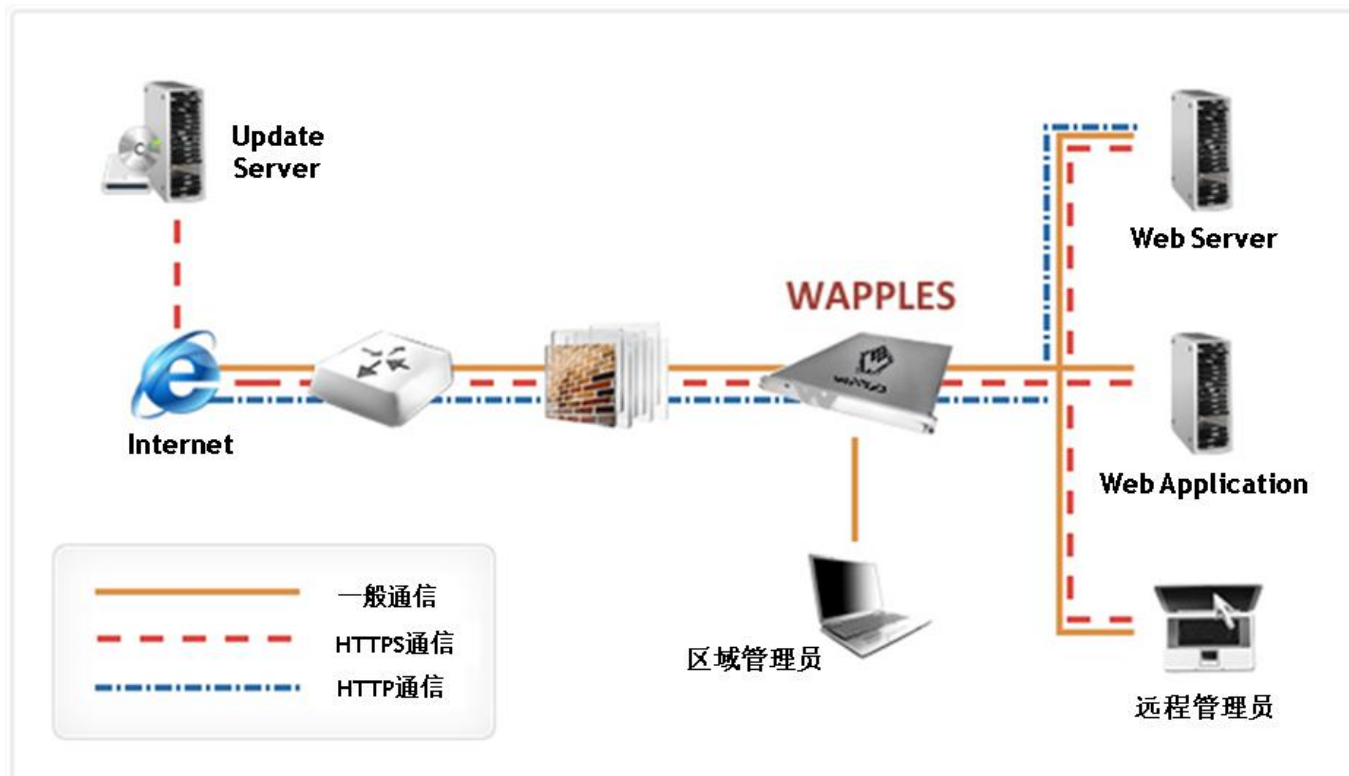 Update
Server
Web Server
WAPPLES
Internet
Web Application
一般通信
HTTPS通信
HTTP通信
区域管理员
远程管理员